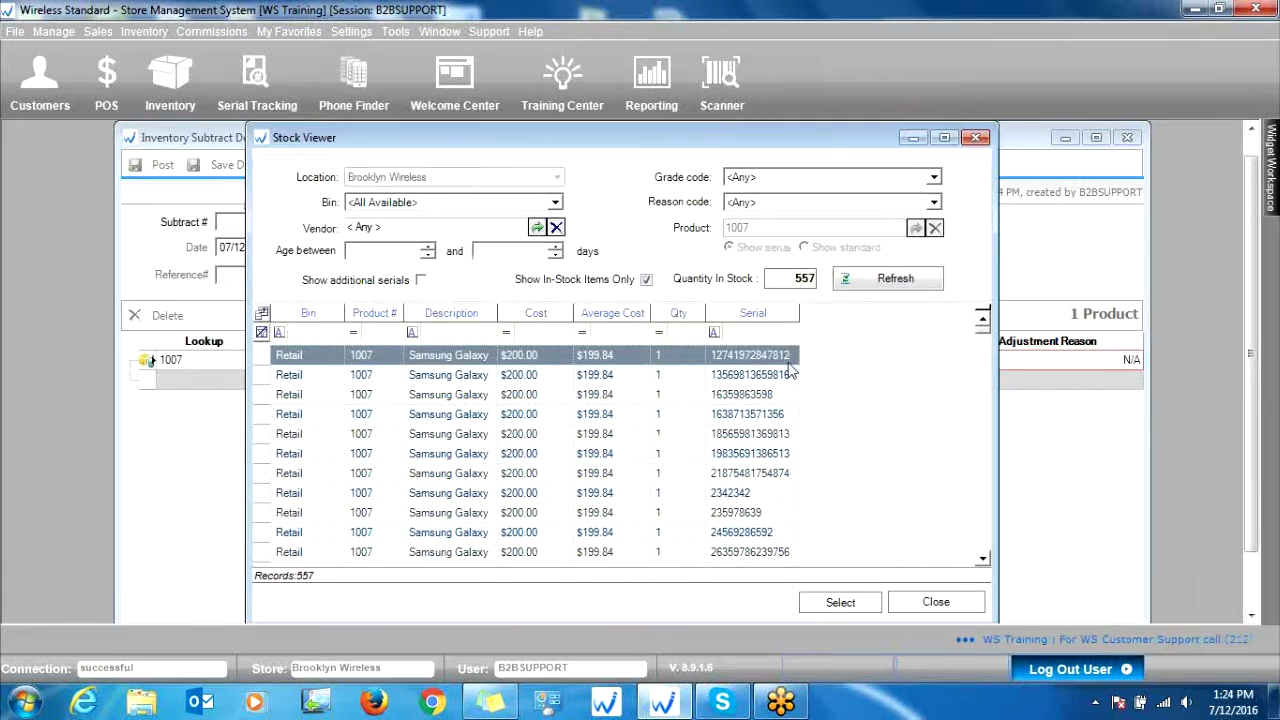 Wireless Standard - Store Management System [WS Training] [Session: B2BSUPPORT]
File Manage Sales Inventory Commissions My Favorites Settings Tools Window Support Help
Customers POS Inventory Serial Tracking Phone Finder Welcome Center Training Center Reporting Scanner
Inventory Subtract D
Post Save D
4 PM, created by B2BSUPPORT
Subtract #
Date 07/12
Reference#
Delete
1 Product
Lookup
Adjustment Reason
1007
N/A
Stock Viewer
Location: Brooklyn Wireless Grade code: <Any>
Bin: <All Available> Reason code: <Any>
Vendor: < Any > Product: 1007
Age between and days Show serial Show standard
Show additional serials Show In-Stock Items Only Quantity In Stock : 557 Refresh
Bin Product # Description Cost Average Cost Qty Serial
A = A = = = A
Retail 1007 Samsung Galaxy $200.00 $199.84 1 12741972847812
Retail 1007 Samsung Galaxy $200.00 $199.84 1 13569813659816
Retail 1007 Samsung Galaxy $200.00 $199.84 1 16359863598
Retail 1007 Samsung Galaxy $200.00 $199.84 1 1638713571356
Retail 1007 Samsung Galaxy $200.00 $199.84 1 18565981369813
Retail 1007 Samsung Galaxy $200.00 $199.84 1 19835691386513
Retail 1007 Samsung Galaxy $200.00 $199.84 1 21875481754874
Retail 1007 Samsung Galaxy $200.00 $199.84 1 2342342
Retail 1007 Samsung Galaxy $200.00 $199.84 1 235978639
Retail 1007 Samsung Galaxy $200.00 $199.84 1 24569286592
Retail 1007 Samsung Galaxy $200.00 $199.84 1 26359786239756
Records:557
Select Close
Widget Workspace
WS Training : For WS Customer Support call (212
Connection: successful Store: Brooklyn Wireless User: B2BSUPPORT V. 8.9.1.6 Log Out User
1:24 PM
7/12/2016